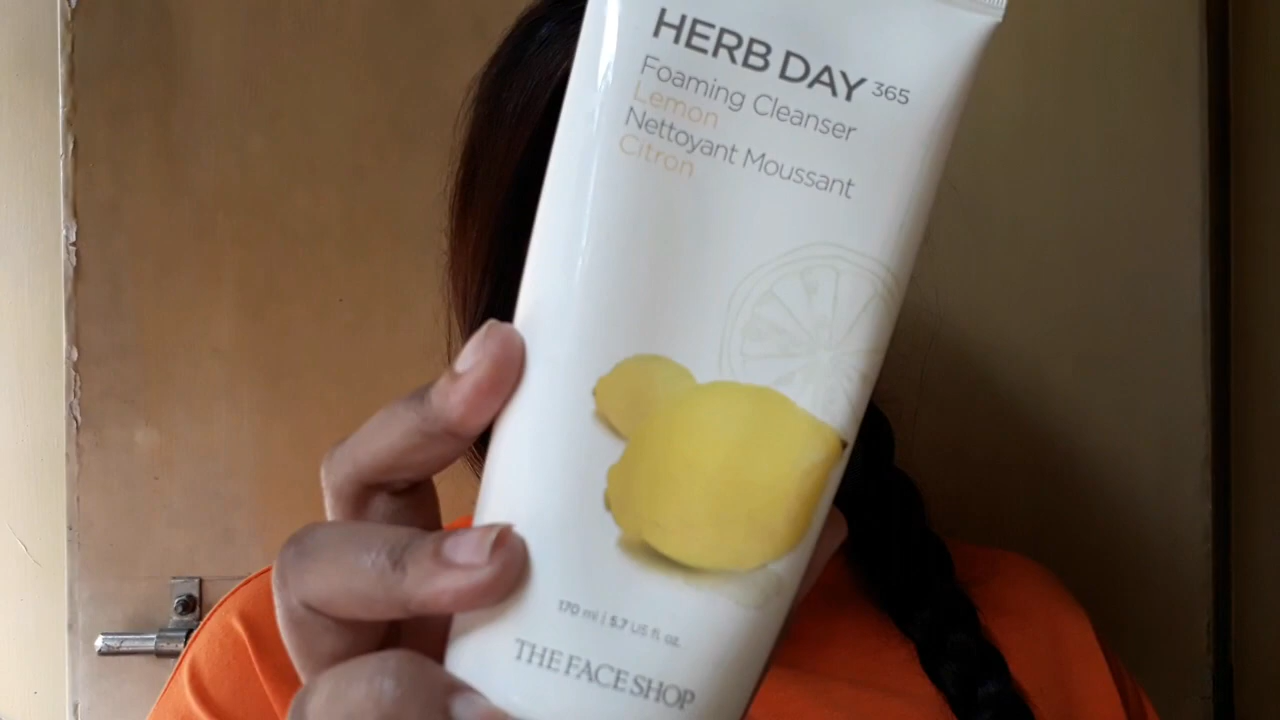 HERB DAY 365
Foaming Cleanser
Lemon
Nettoyant Moussant
Citron
170 ml | 5.7 US fl. oz.
THE FACE SHOP